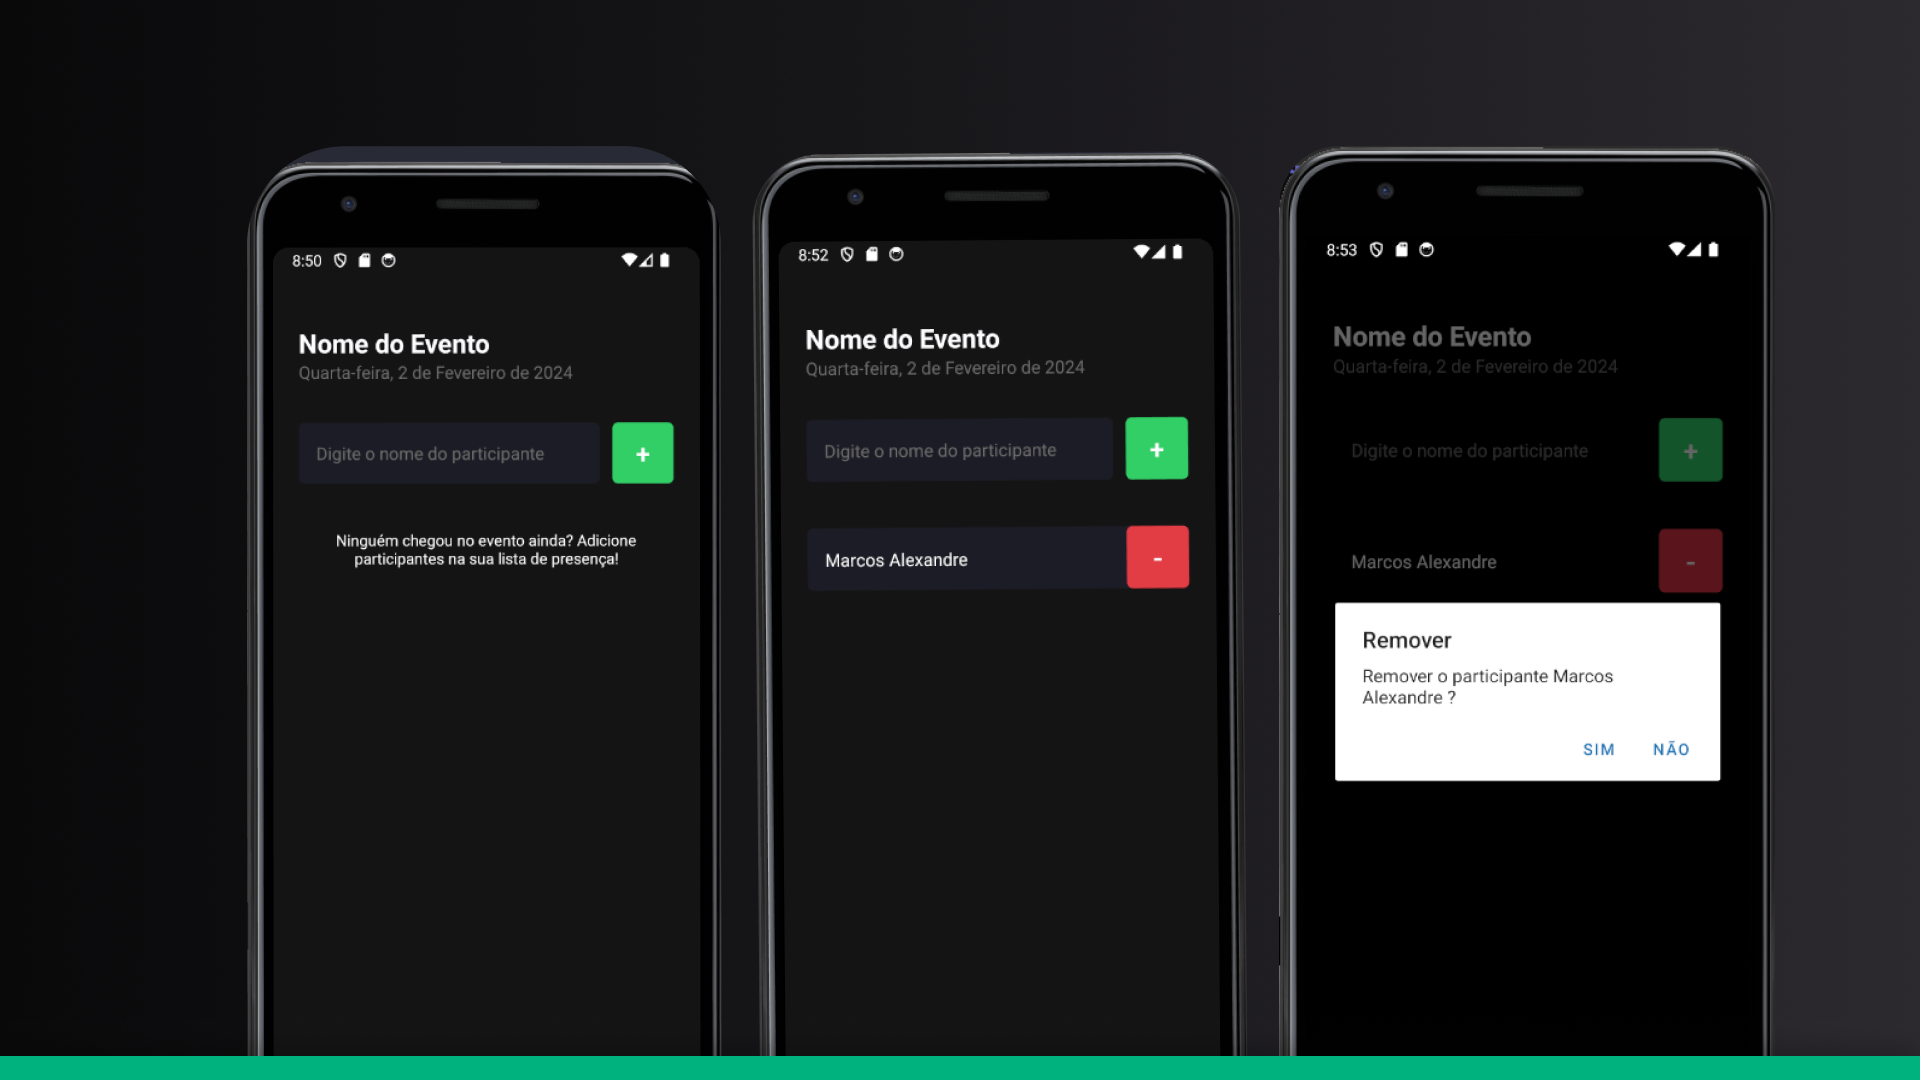 8:50
Nome do Evento
Quarta-feira, 2 de Fevereiro de 2024
Digite o nome do participante
+
Ninguém chegou no evento ainda? Adicione
participantes na sua lista de presença!
8:52
Nome do Evento
Quarta-feira, 2 de Fevereiro de 2024
Digite o nome do participante
+
Marcos Alexandre
-
8:53
Nome do Evento
Quarta-feira, 2 de Fevereiro de 2024
Digite o nome do participante
+
Marcos Alexandre
-
Remover
Remover o participante Marcos
Alexandre ?
SIM NÃO